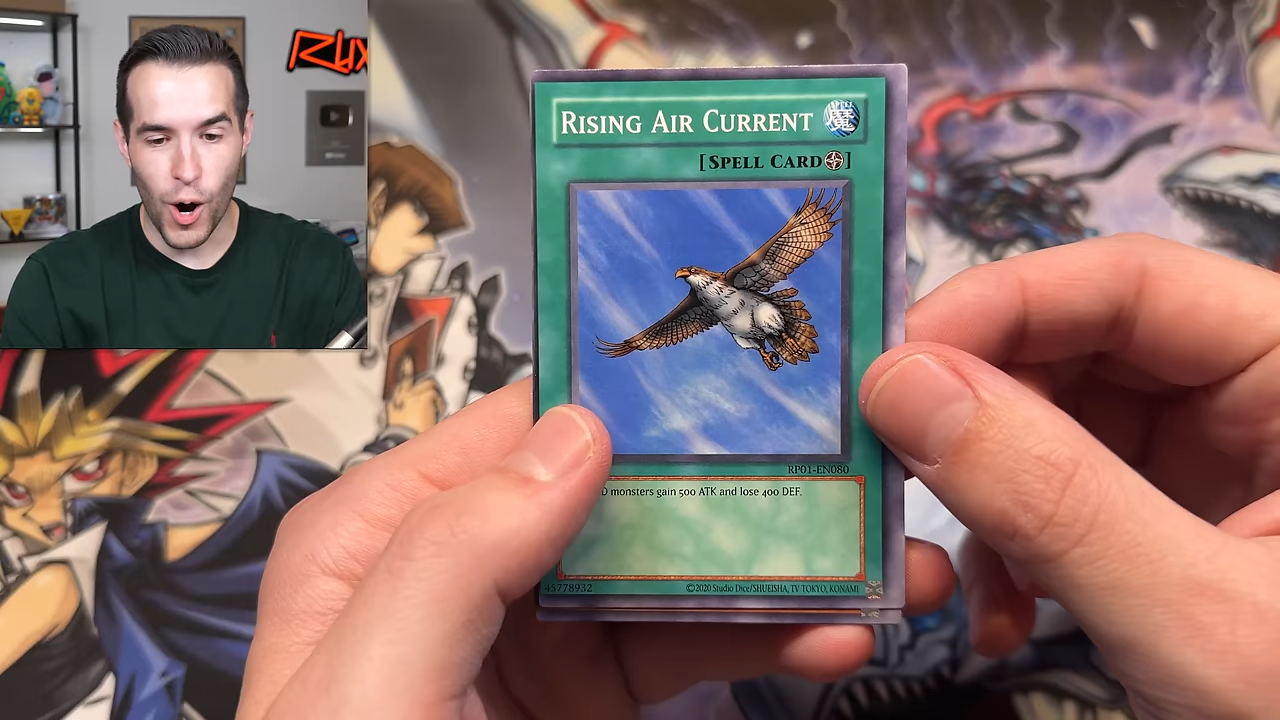 RISING AIR CURRENT
[SPELL CARD]
RP01-EN080
D monsters gain 500 ATK and lose 400 DEF.
45778932
©2020 Studio Dice/SHUEISHA, TV TOKYO, KONAMI